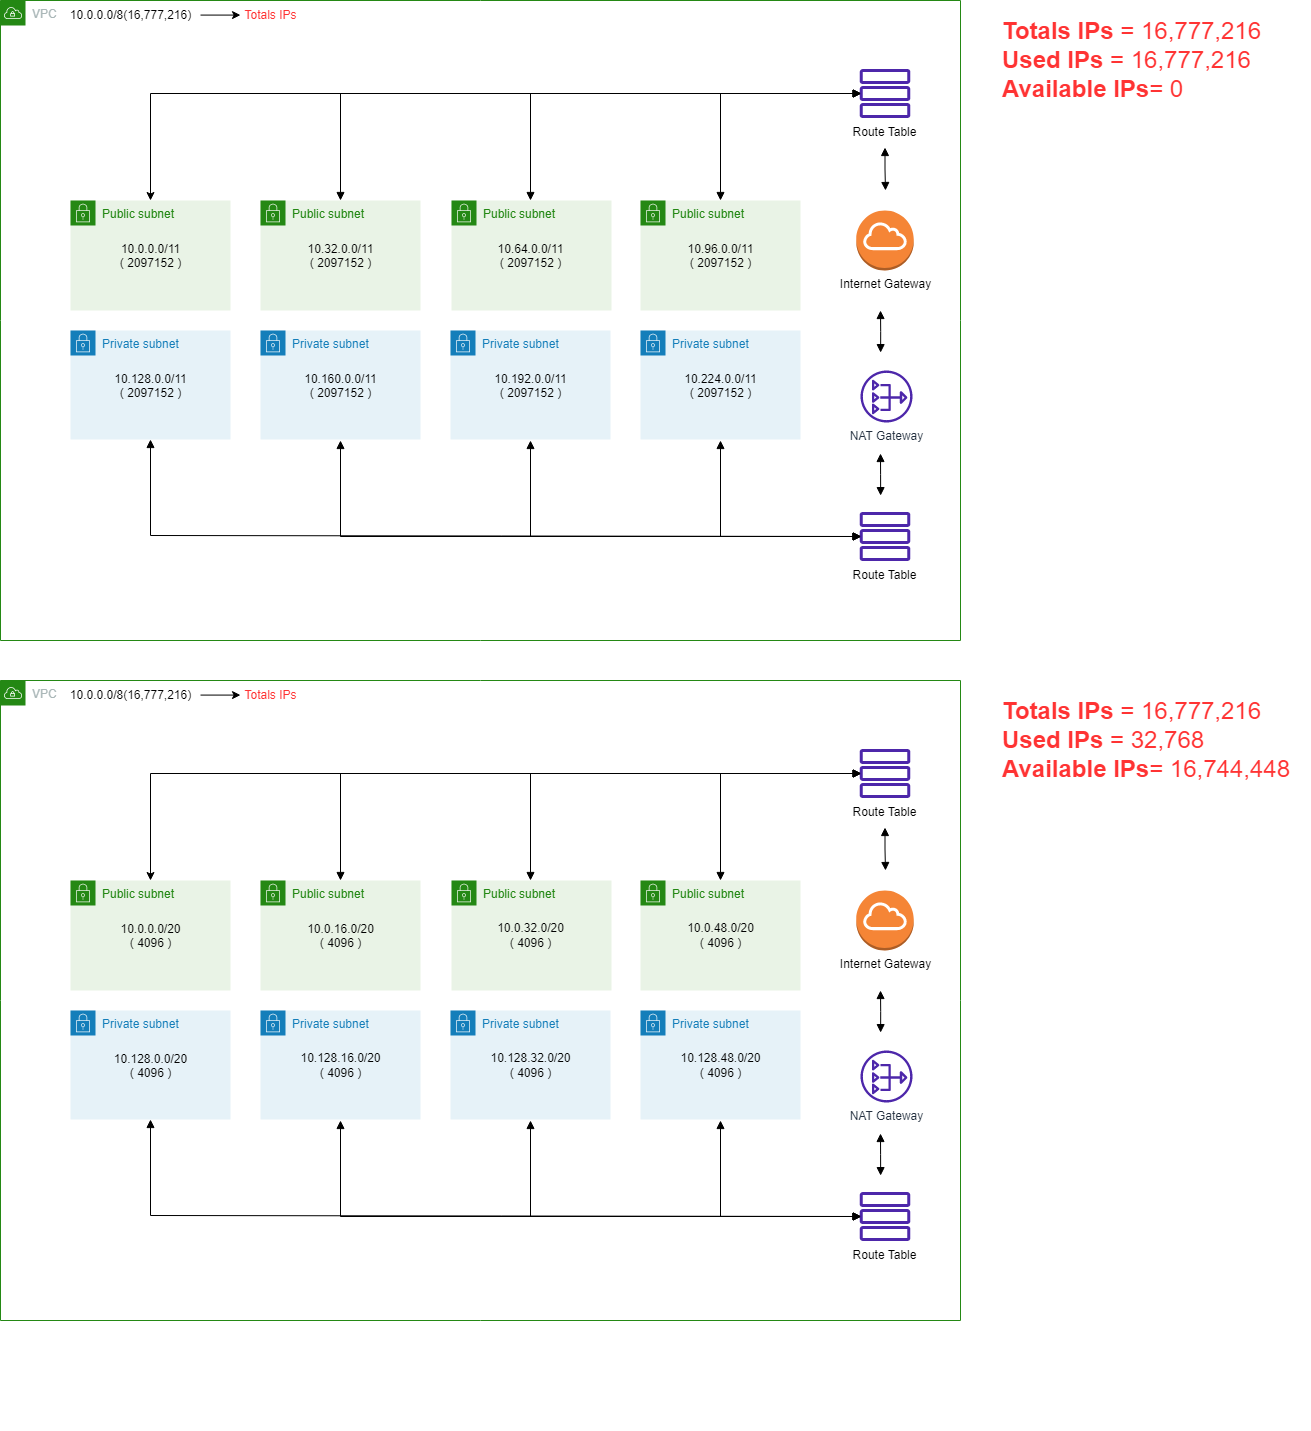 VPC 10.0.0.0/8(16,777,216) Totals IPs
Totals IPs = 16,777,216
Used IPs = 16,777,216
Available IPs= 0
Route Table
Public subnet
10.0.0.0/11
( 2097152 )
Public subnet
10.32.0.0/11
( 2097152 )
Public subnet
10.64.0.0/11
( 2097152 )
Public subnet
10.96.0.0/11
( 2097152 )
Internet Gateway
Private subnet
10.128.0.0/11
( 2097152 )
Private subnet
10.160.0.0/11
( 2097152 )
Private subnet
10.192.0.0/11
( 2097152 )
Private subnet
10.224.0.0/11
( 2097152 )
NAT Gateway
Route Table
VPC 10.0.0.0/8(16,777,216) Totals IPs
Totals IPs = 16,777,216
Used IPs = 32,768
Available IPs= 16,744,448
Route Table
Public subnet
10.0.0.0/20
( 4096 )
Public subnet
10.0.16.0/20
( 4096 )
Public subnet
10.0.32.0/20
( 4096 )
Public subnet
10.0.48.0/20
( 4096 )
Internet Gateway
Private subnet
10.128.0.0/20
( 4096 )
Private subnet
10.128.16.0/20
( 4096 )
Private subnet
10.128.32.0/20
( 4096 )
Private subnet
10.128.48.0/20
( 4096 )
NAT Gateway
Route Table